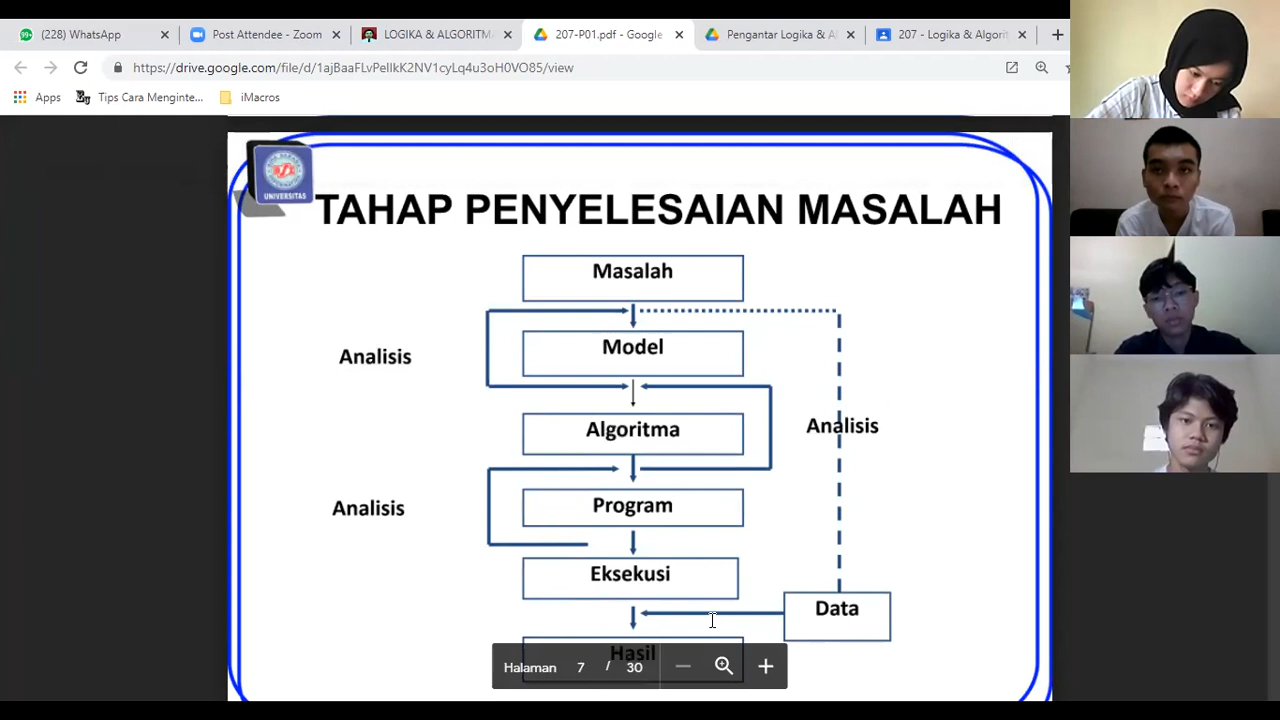 (228) WhatsApp
Post Attendee - Zoom
LOGIKA & ALGORITM
207-P01.pdf - Google
Pengantar Logika & Al
207 - Logika & Algorit
https://drive.google.com/file/d/1ajBaaFLvPelIkK2NV1cyLq4u3oH0VO85/view
Apps
Tips Cara Menginte...
iMacros
UNIVERSITAS
TAHAP PENYELESAIAN MASALAH
Masalah
Model
Analisis
Algoritma
Analisis
Program
Analisis
Eksekusi
Data
Hasil
Halaman 7 / 30